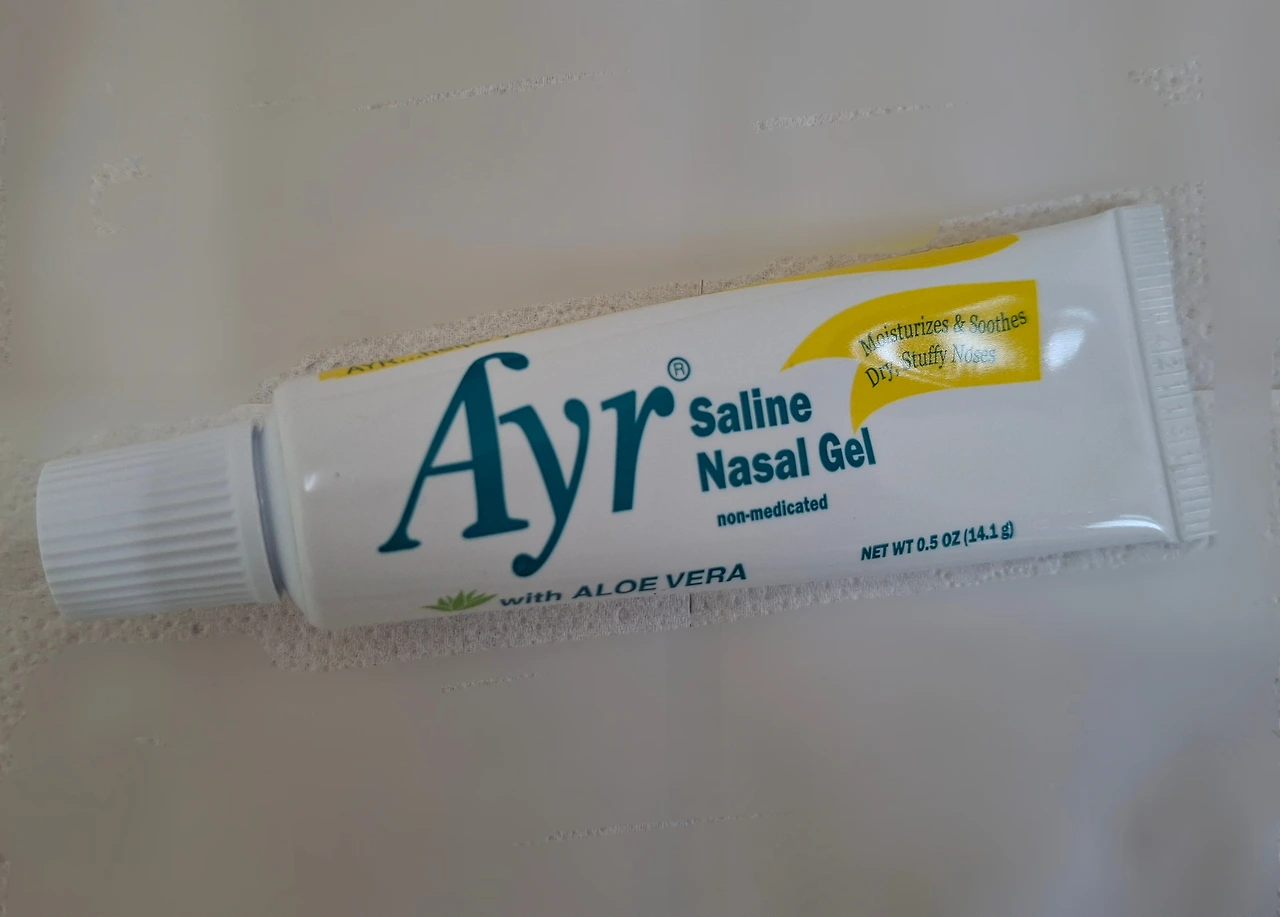 AYR
Ayr®
Saline
Nasal Gel
non-medicated
Moisturizes & Soothes
Dry, Stuffy Noses
with ALOE VERA
NET WT 0.5 OZ (14.1 g)